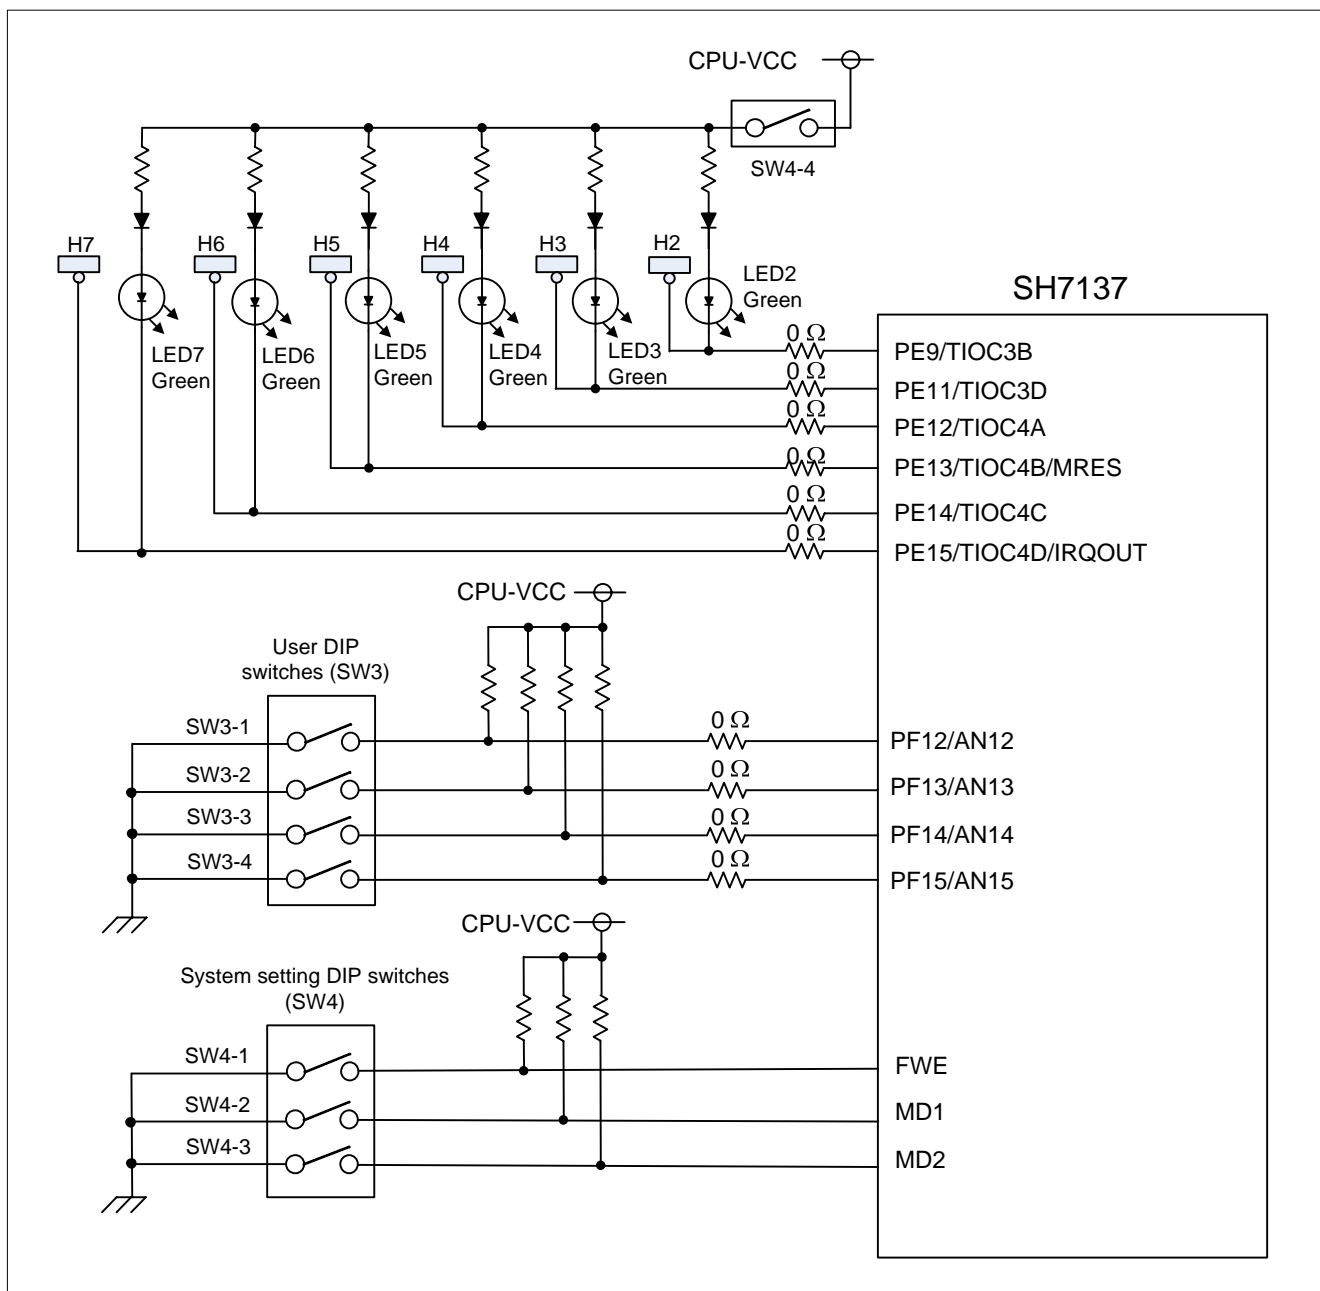 CPU-VCC
SW4-4
H7
H6
H5
H4
H3
H2
LED2
Green
SH7137
LED7
Green
LED6
Green
LED5
Green
LED4
Green
LED3
Green
0 Ω
PE9/TIOC3B
0 Ω
PE11/TIOC3D
0 Ω
PE12/TIOC4A
0 Ω
PE13/TIOC4B/MRES
0 Ω
PE14/TIOC4C
0 Ω
PE15/TIOC4D/IRQOUT
CPU-VCC
User DIP
switches (SW3)
SW3-1
0 Ω
PF12/AN12
SW3-2
0 Ω
PF13/AN13
SW3-3
0 Ω
PF14/AN14
SW3-4
0 Ω
PF15/AN15
CPU-VCC
System setting DIP switches
(SW4)
SW4-1
FWE
SW4-2
MD1
SW4-3
MD2